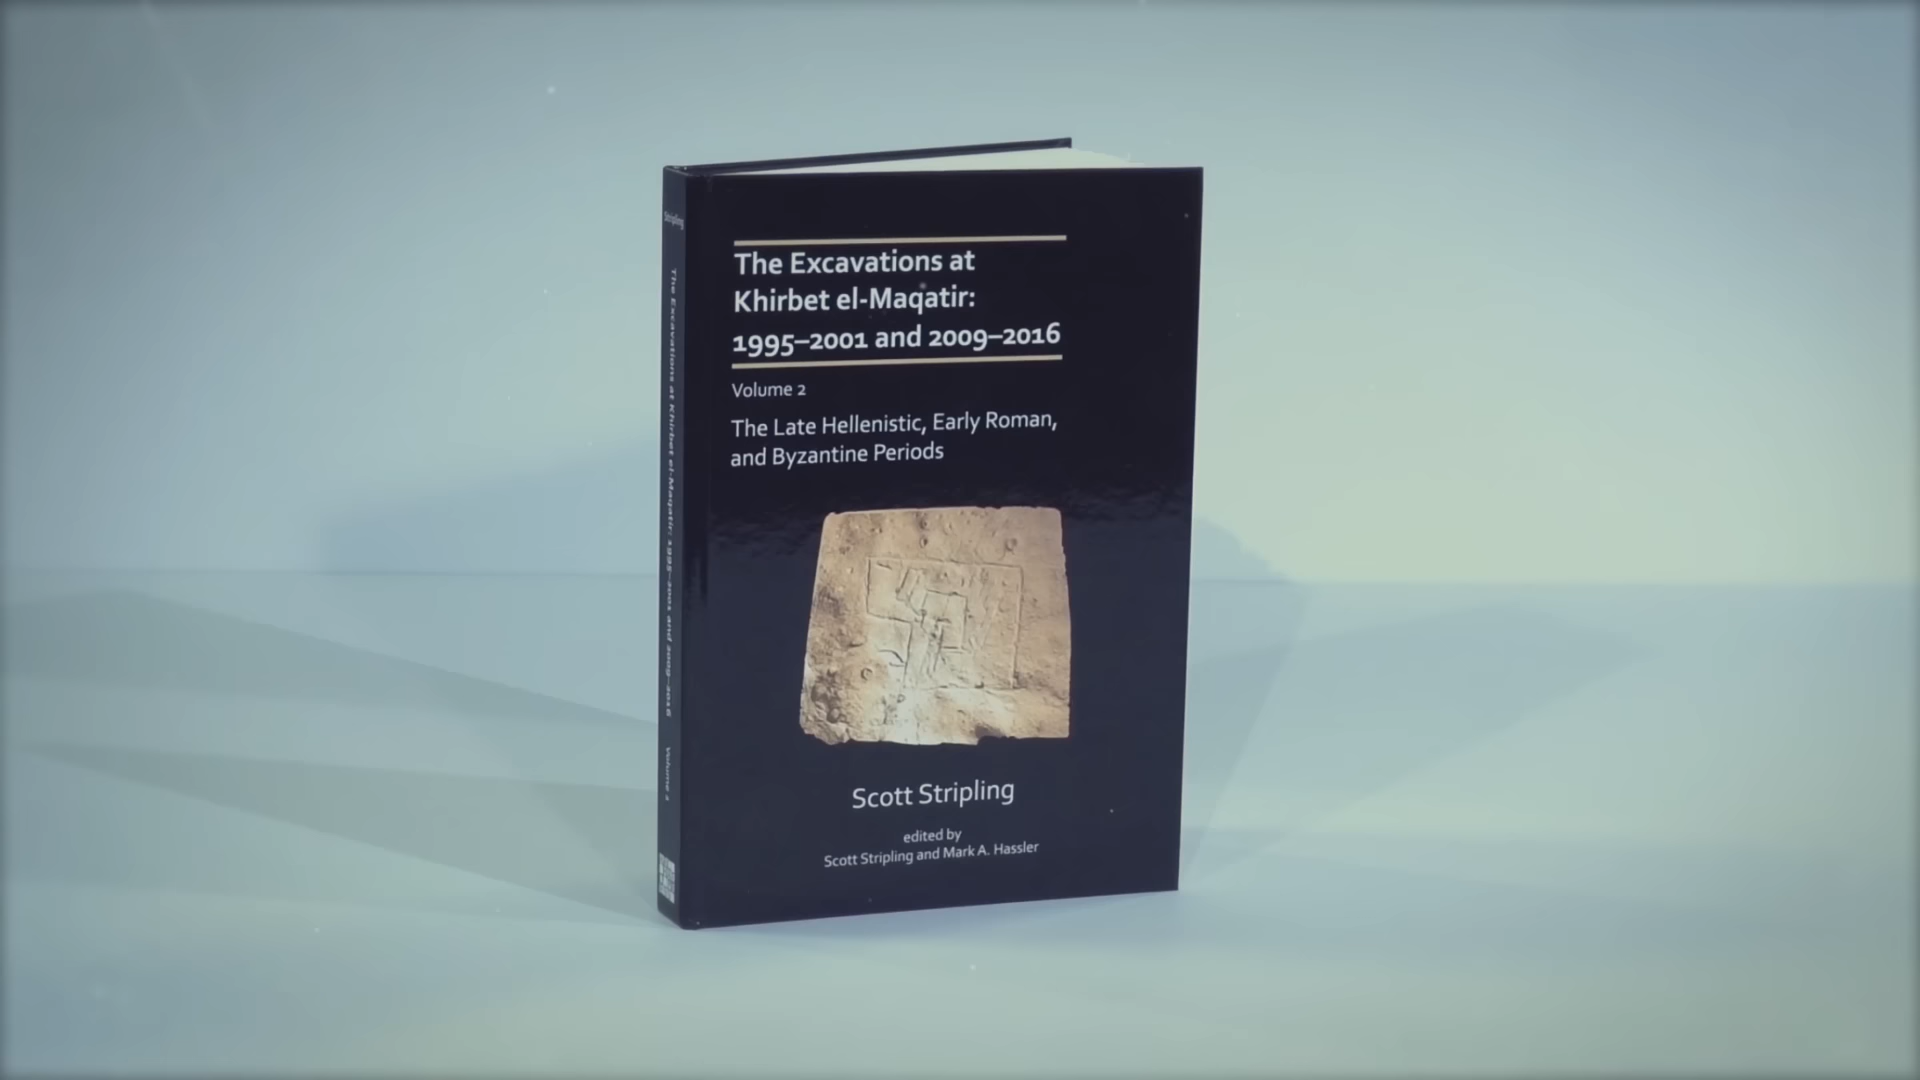 The Excavations at
Khirbet el-Maqatir:
1995–2001 and 2009–2016
Volume 2
The Late Hellenistic, Early Roman,
and Byzantine Periods
Scott Stripling
edited by
Scott Stripling and Mark A. Hassler
Stripling
The Excavations at Khirbet el-Maqatir: 1995–2001 and 2009–2016